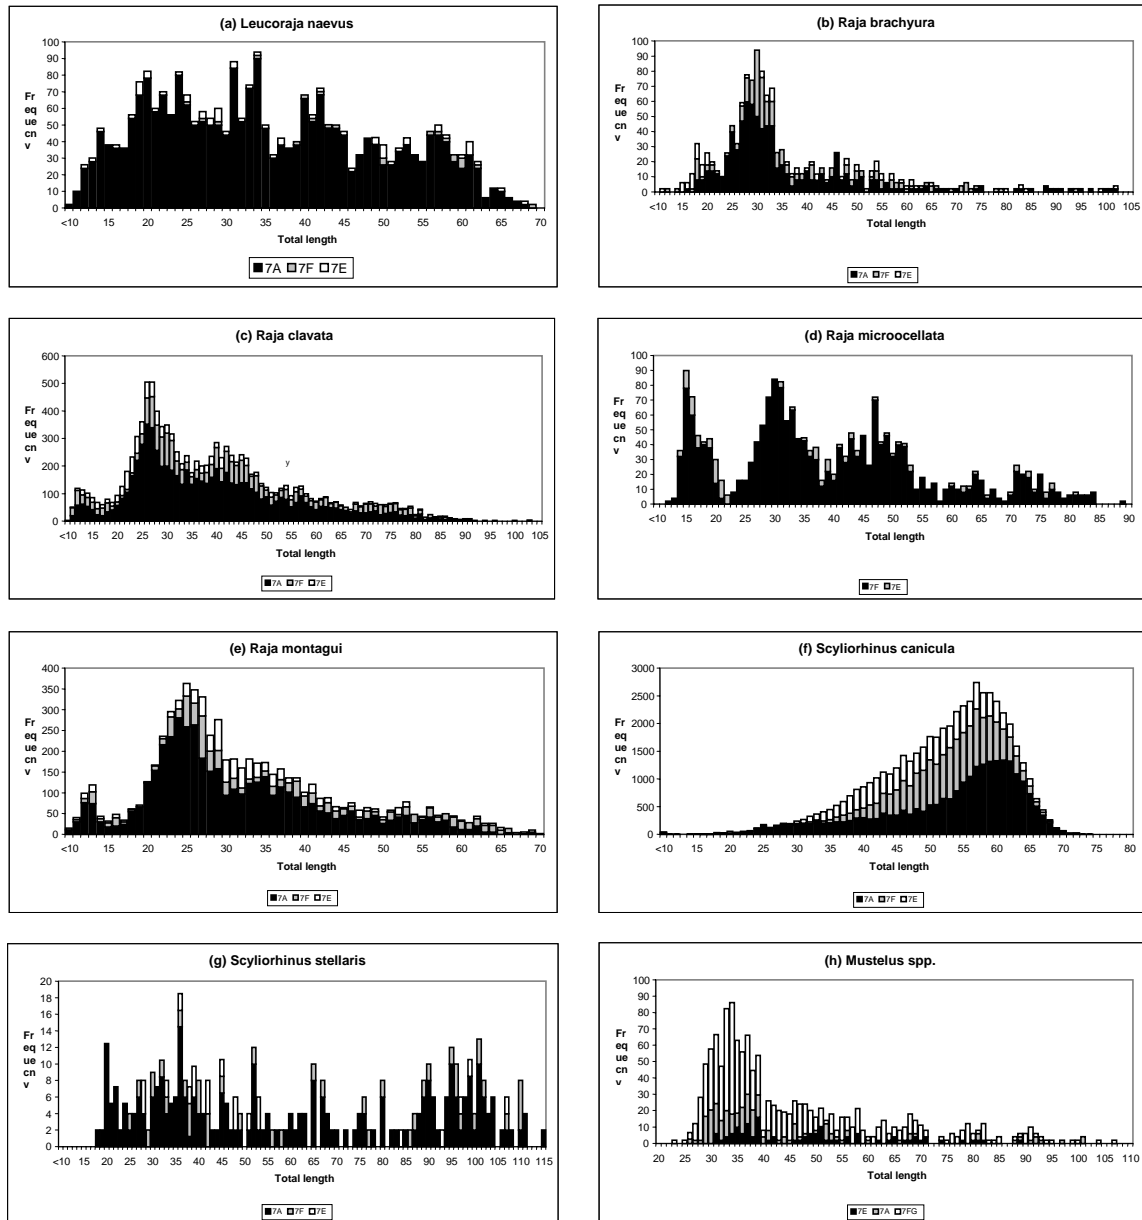 (a) Leucoraja naevus
100
90
80
70
60
50
40
30
20
10
0
Fr
eq
ue
cn
y
<10 15 20 25 30 35 40 45 50 55 60 65 70
Total length
7A 7F 7E
(b) Raja brachyura
100
90
80
70
60
50
40
30
20
10
0
Fr
eq
ue
cn
y
<10 15 20 25 30 35 40 45 50 55 60 65 70 75 80 85 90 95 100 105
Total length
7A 7F 7E
(c) Raja clavata
600
500
400
300
200
100
0
Fr
eq
ue
cn
y
y
<10 15 20 25 30 35 40 45 50 55 60 65 70 75 80 85 90 95 100 105
Total length
7A 7F 7E
(d) Raja microocellata
100
90
80
70
60
50
40
30
20
10
0
Fr
eq
ue
cn
y
<10 15 20 25 30 35 40 45 50 55 60 65 70 75 80 85 90
Total length
7F 7E
(e) Raja montagui
400
350
300
250
200
150
100
50
0
Fr
eq
ue
cn
y
<10 15 20 25 30 35 40 45 50 55 60 65 70
Total length
7A 7F 7E
(f) Scyliorhinus canicula
3000
2500
2000
1500
1000
500
0
Fr
eq
ue
cn
y
<10 15 20 25 30 35 40 45 50 55 60 65 70 75 80
Total length
7A 7F 7E
(g) Scyliorhinus stellaris
20
18
16
14
12
10
8
6
4
2
0
Fr
eq
ue
cn
y
<10 15 20 25 30 35 40 45 50 55 60 65 70 75 80 85 90 95 100 105 110 115
Total length
7A 7F 7E
(h) Mustelus spp.
100
90
80
70
60
50
40
30
20
10
0
Fr
eq
ue
cn
y
20 25 30 35 40 45 50 55 60 65 70 75 80 85 90 95 100 105 110
Total length
7E 7A 7FG